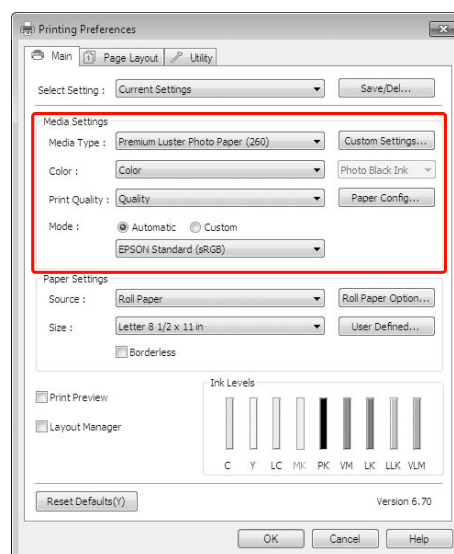 Printing Preferences
Main Page Layout Utility
Select Setting : Current Settings Save/Del...
Media Settings
Media Type : Premium Luster Photo Paper (260) Custom Settings...
Color : Color Photo Black Ink
Print Quality : Quality Paper Config...
Mode : Automatic Custom
EPSON Standard (sRGB)
Paper Settings
Source : Roll Paper Roll Paper Option...
Size : Letter 8 1/2 x 11 in User Defined...
Borderless
Print Preview
Layout Manager
Ink Levels
C Y LC MK PK VM LK LLK VLM
Reset Defaults(Y) Version 6.70
OK Cancel Help